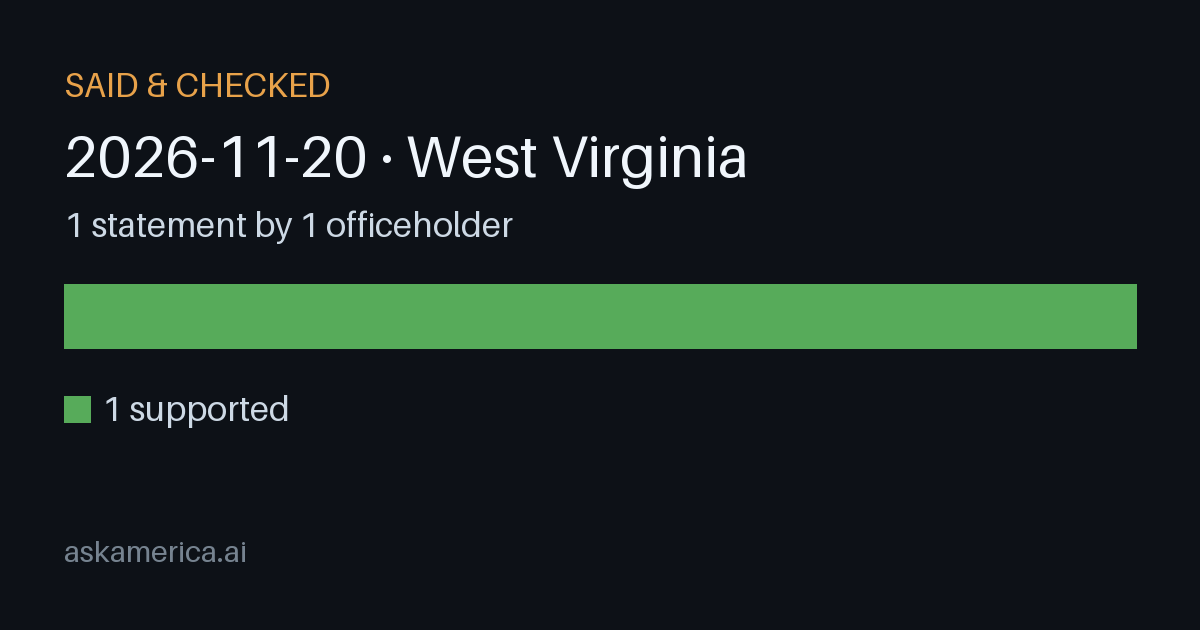 SAID & CHECKED
2026-11-20 · West Virginia
1 statement by 1 officeholder
1 supported
askamerica.ai